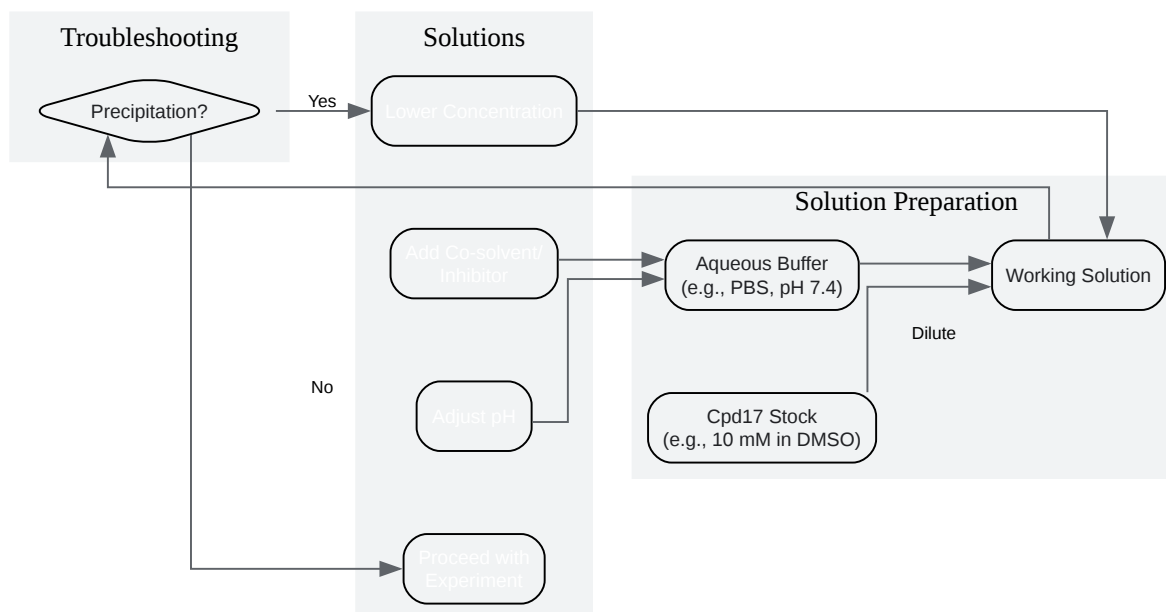 Troubleshooting
Precipitation?
Yes
No
Solutions
Lower Concentration
Add Co-solvent/
Inhibitor
Adjust pH
Proceed with
Experiment
Solution Preparation
Aqueous Buffer
(e.g., PBS, pH 7.4)
Working Solution
Dilute
Cpd17 Stock
(e.g., 10 mM in DMSO)